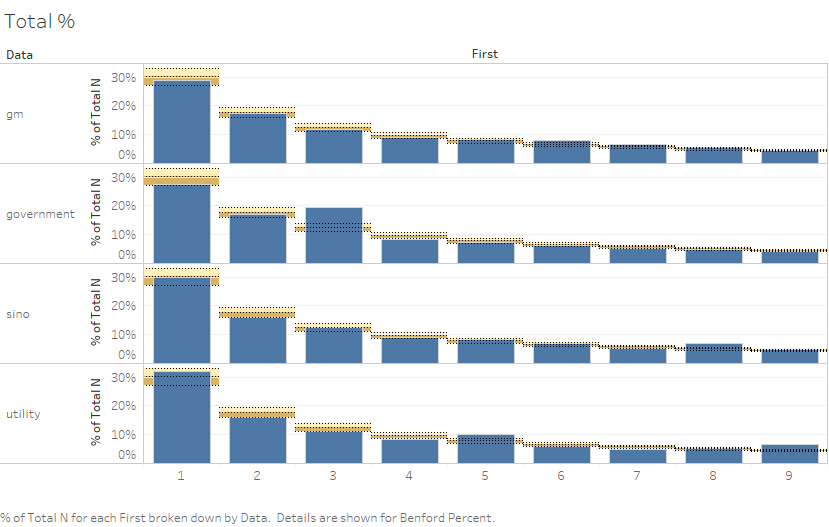 Total %
Data
First
gm
% of Total N
30%
20%
10%
0%
government
% of Total N
30%
20%
10%
0%
sino
% of Total N
30%
20%
10%
0%
utility
% of Total N
30%
20%
10%
0%
1 2 3 4 5 6 7 8 9
% of Total N for each First broken down by Data. Details are shown for Benford Percent.